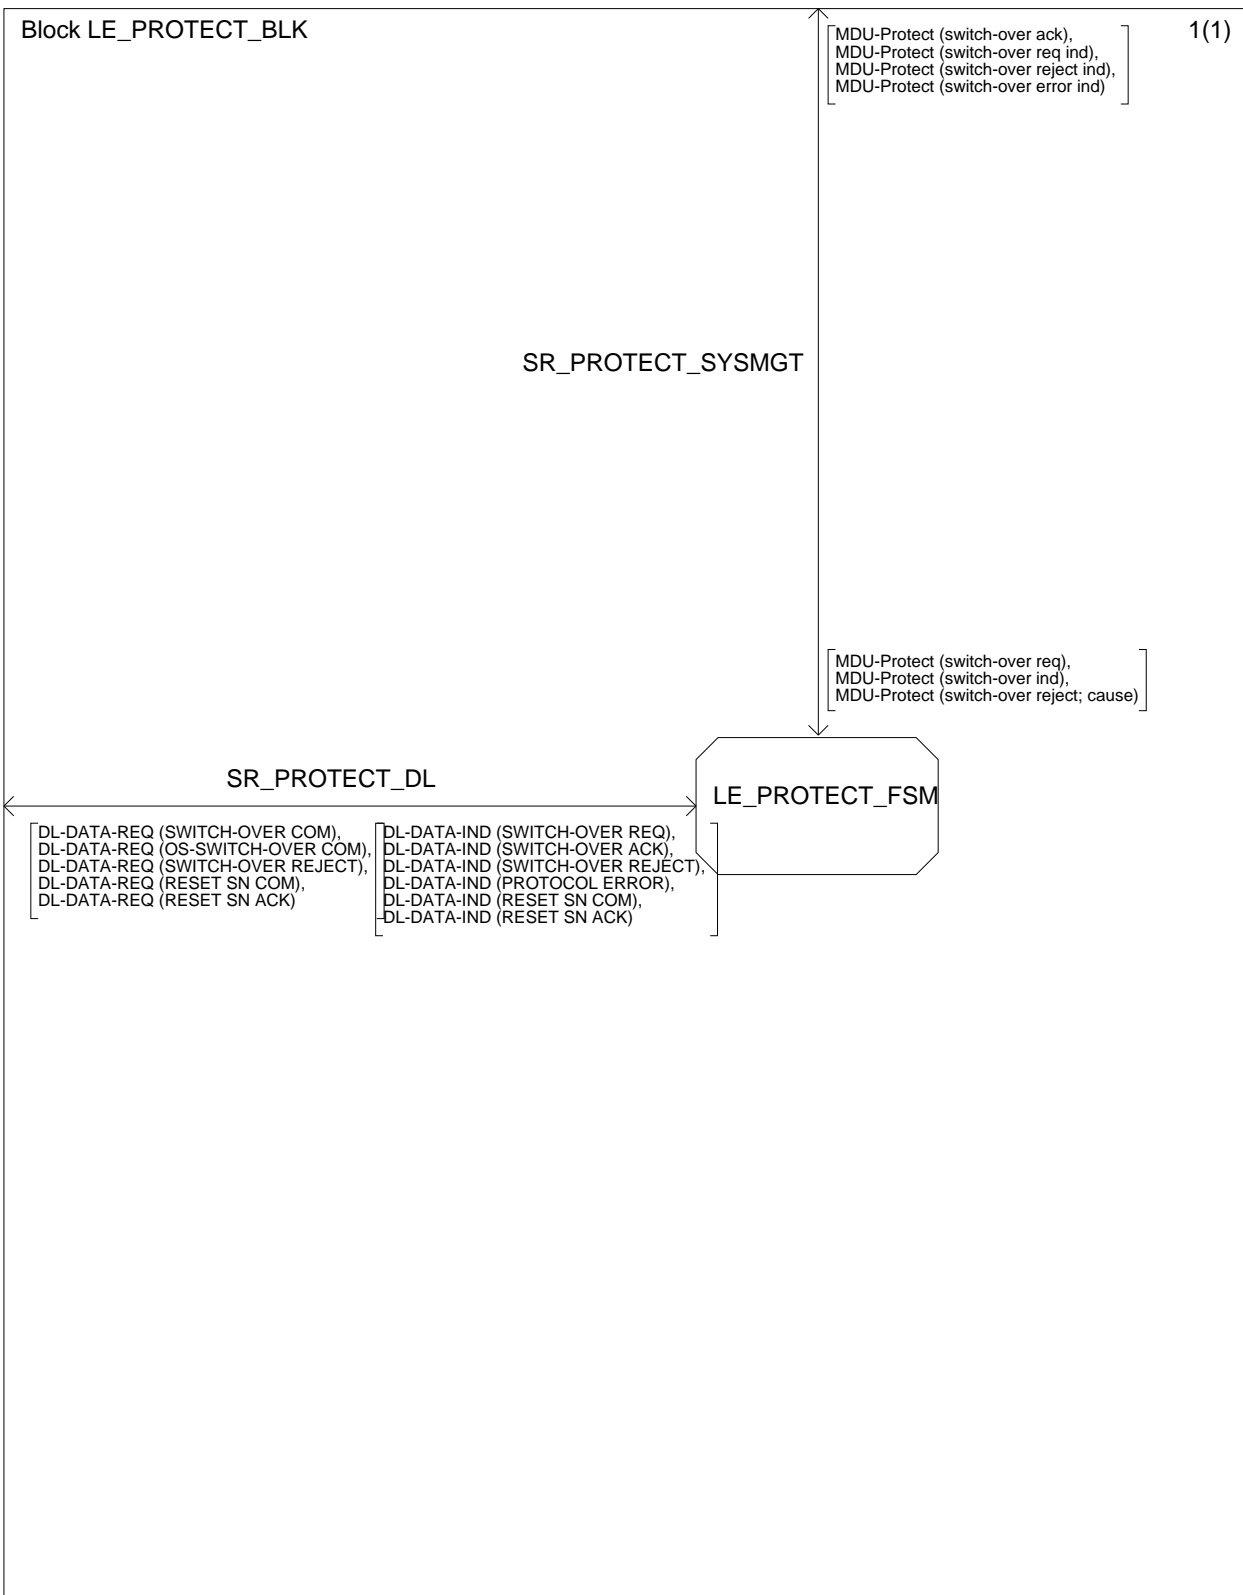 Block LE_PROTECT_BLK
1(1)
MDU-Protect (switch-over ack),
MDU-Protect (switch-over req ind),
MDU-Protect (switch-over reject ind),
MDU-Protect (switch-over error ind)
SR_PROTECT_SYSMGT
MDU-Protect (switch-over req),
MDU-Protect (switch-over ind),
MDU-Protect (switch-over reject; cause)
SR_PROTECT_DL
LE_PROTECT_FSM
DL-DATA-REQ (SWITCH-OVER COM),
DL-DATA-REQ (OS-SWITCH-OVER COM),
DL-DATA-REQ (SWITCH-OVER REJECT),
DL-DATA-REQ (RESET SN COM),
DL-DATA-REQ (RESET SN ACK)
DL-DATA-IND (SWITCH-OVER REQ),
DL-DATA-IND (SWITCH-OVER ACK),
DL-DATA-IND (SWITCH-OVER REJECT),
DL-DATA-IND (PROTOCOL ERROR),
DL-DATA-IND (RESET SN COM),
DL-DATA-IND (RESET SN ACK)